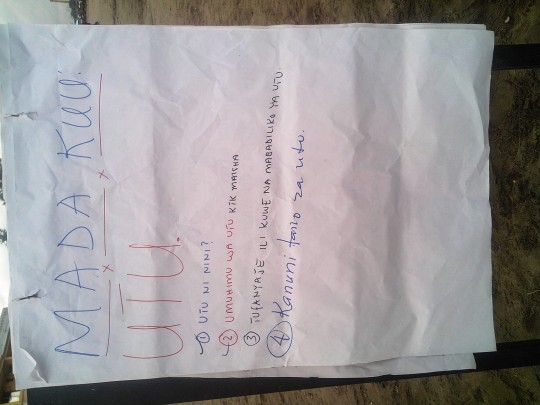 MADA KUU.
UTU.
① UTU NI NINI?
② UMUHIMU WA UTU KTK MAISHA
③ TUFANYAJE ILI KUWE NA MABADILIKO YA UTU
④ Kanuni tano za utu.